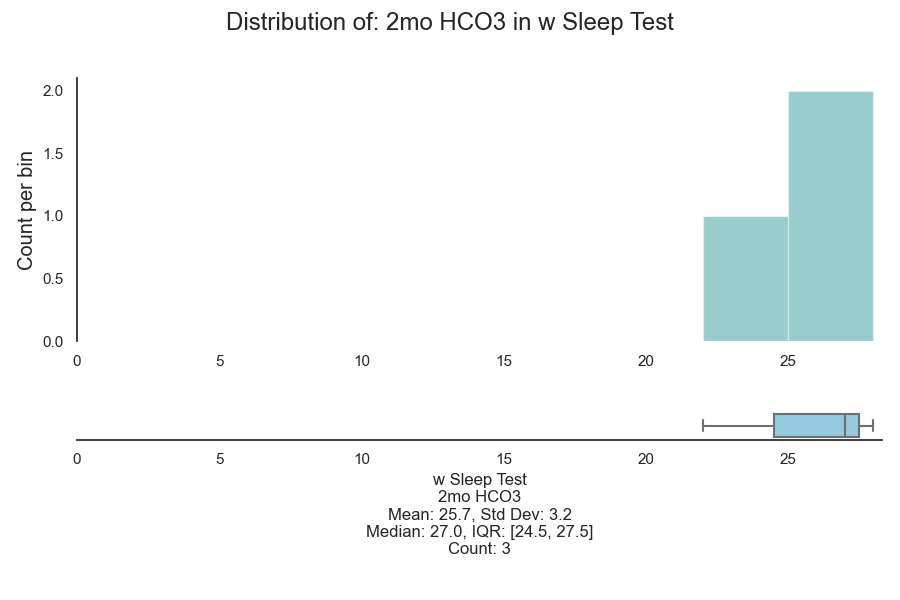 Distribution of: 2mo HCO3 in w Sleep Test
2.0
1.5
1.0
0.5
0.0
Count per bin
0 5 10 15 20 25
0 5 10 15 20 25
w Sleep Test
2mo HCO3
Mean: 25.7, Std Dev: 3.2
Median: 27.0, IQR: [24.5, 27.5]
Count: 3